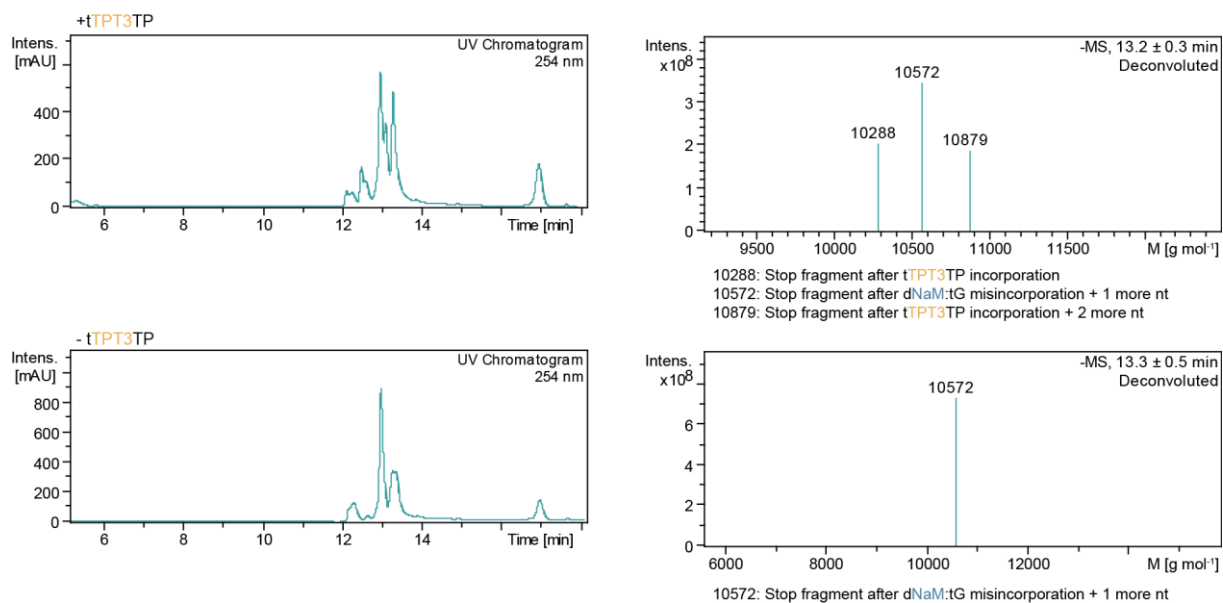 +tTPT3TP
Intens.
[mAU]
UV Chromatogram
254 nm
400
200
0
6
8
10
12
14
Time [min]
Intens.
x10⁸
-MS, 13.2 ± 0.3 min
Deconvoluted
10572
10288
10879
3
2
1
0
9500
10000
10500
11000
11500
M [g mol⁻¹]
10288: Stop fragment after tTPT3TP incorporation
10572: Stop fragment after dNaM:tG misincorporation + 1 more nt
10879: Stop fragment after tTPT3TP incorporation + 2 more nt
- tTPT3TP
Intens.
[mAU]
UV Chromatogram
254 nm
800
600
400
200
0
6
8
10
12
14
Time [min]
Intens.
x10⁸
-MS, 13.3 ± 0.5 min
Deconvoluted
10572
6
4
2
0
6000
8000
10000
12000
M [g mol⁻¹]
10572: Stop fragment after dNaM:tG misincorporation + 1 more nt